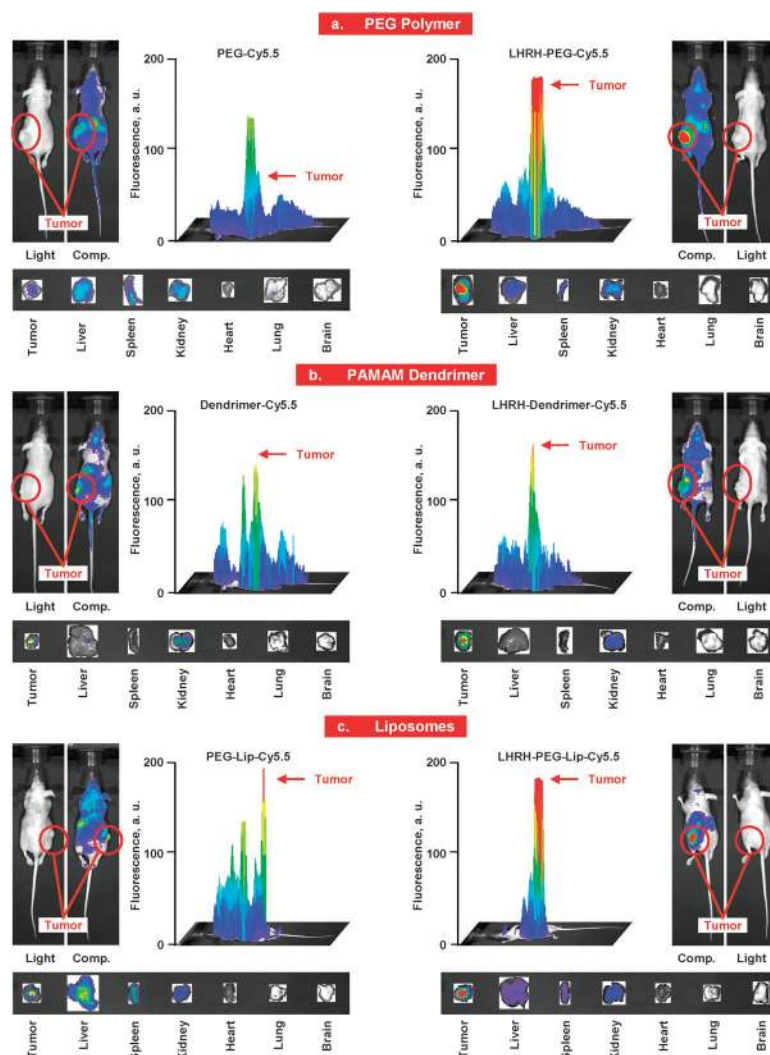 a. PEG Polymer
PEG-Cy5.5
LHRH-PEG-Cy5.5
200
100
0
Fluorescence, a. u.
Tumor
200
100
0
Fluorescence, a. u.
Tumor
Tumor
Tumor
Light Comp.
Comp. Light
Tumor Liver Spleen Kidney Heart Lung Brain
Tumor Liver Spleen Kidney Heart Lung Brain
b. PAMAM Dendrimer
Dendrimer-Cy5.5
LHRH-Dendrimer-Cy5.5
200
100
0
Fluorescence, a. u.
Tumor
200
100
0
Fluorescence, a. u.
Tumor
Tumor
Tumor
Light Comp.
Comp. Light
Tumor Liver Spleen Kidney Heart Lung Brain
Tumor Liver Spleen Kidney Heart Lung Brain
c. Liposomes
PEG-Lip-Cy5.5
LHRH-PEG-Lip-Cy5.5
200
100
0
Fluorescence, a. u.
Tumor
200
100
0
Fluorescence, a. u.
Tumor
Tumor
Tumor
Light Comp.
Comp. Light
Tumor Liver Spleen Kidney Heart Lung Brain
Tumor Liver Spleen Kidney Heart Lung Brain